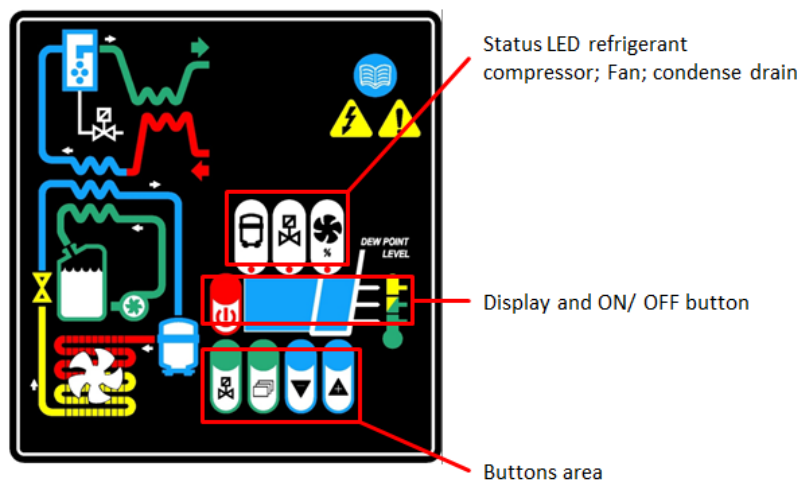 Status LED refrigerant
compressor; Fan; condense drain
%
DEW POINT
LEVEL
Display and ON/ OFF button
Buttons area